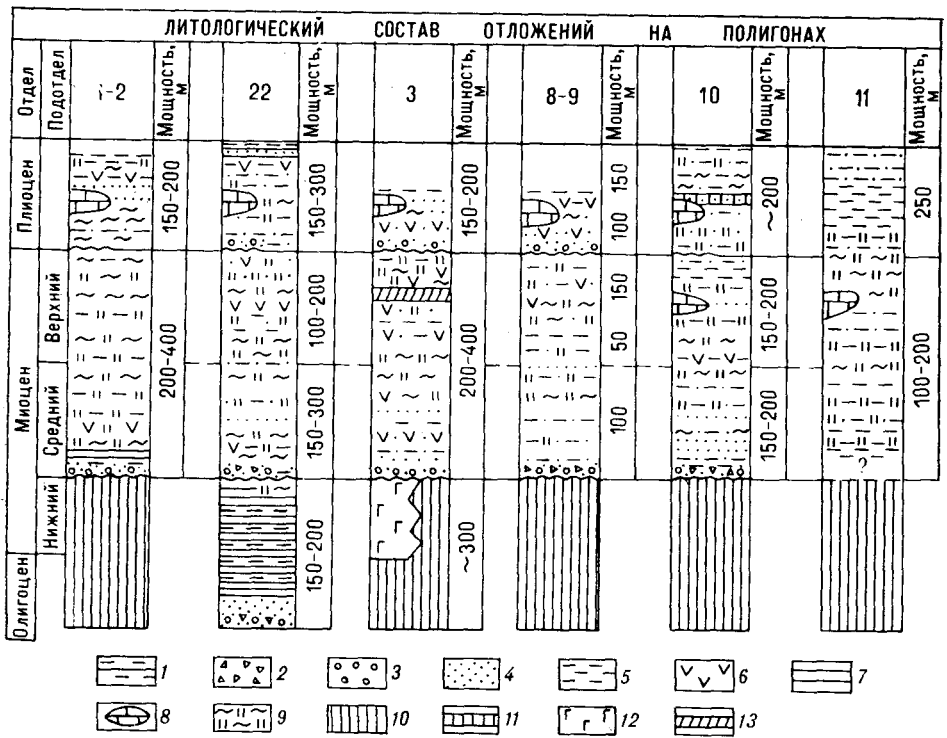 ЛИТОЛОГИЧЕСКИЙ СОСТАВ ОТЛОЖЕНИЙ НА ПОЛИГОНАХ
Отдел Подотдел 1-2 Мощность, м 22 Мощность, м 3 Мощность, м 8-9 Мощность, м 10 Мощность, м 11 Мощность, м
Плиоцен 150-200 150-300 150-200 150 100 ~200 250
Миоцен
Верхний 200-400 100-200 200-400 150 50 150-200 100-200
Средний 150-300 100 150-200 ?
Нижний 150-200 ~300
Олигоцен
1 2 3 4 5 6 7
8 9 10 11 12 13